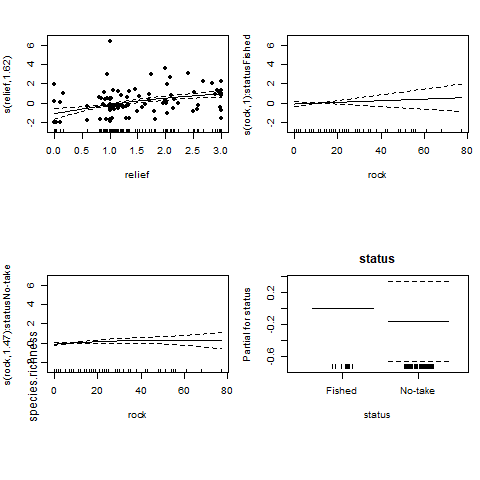 s(relief,1.62)
6
4
2
0
-2
0.0 0.5 1.0 1.5 2.0 2.5 3.0
relief
s(rock,1):statusFished
6
4
2
0
-2
0 20 40 60 80
rock
s(rock,1.47):statusNo-take
species.richness
6
4
2
0
0 20 40 60 80
rock
status
Partial for status
0.2
-0.2
-0.6
Fished No-take
status